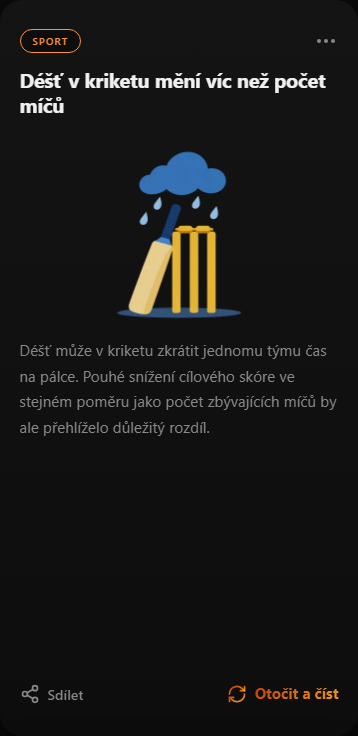 SPORT
Déšť v kriketu mění víc než počet
míčů
Déšť může v kriketu zkrátit jednomu týmu čas
na pálce. Pouhé snížení cílového skóre ve
stejném poměru jako počet zbývajících míčů by
ale přehlíželo důležitý rozdíl.
Sdílet
Otočit a číst